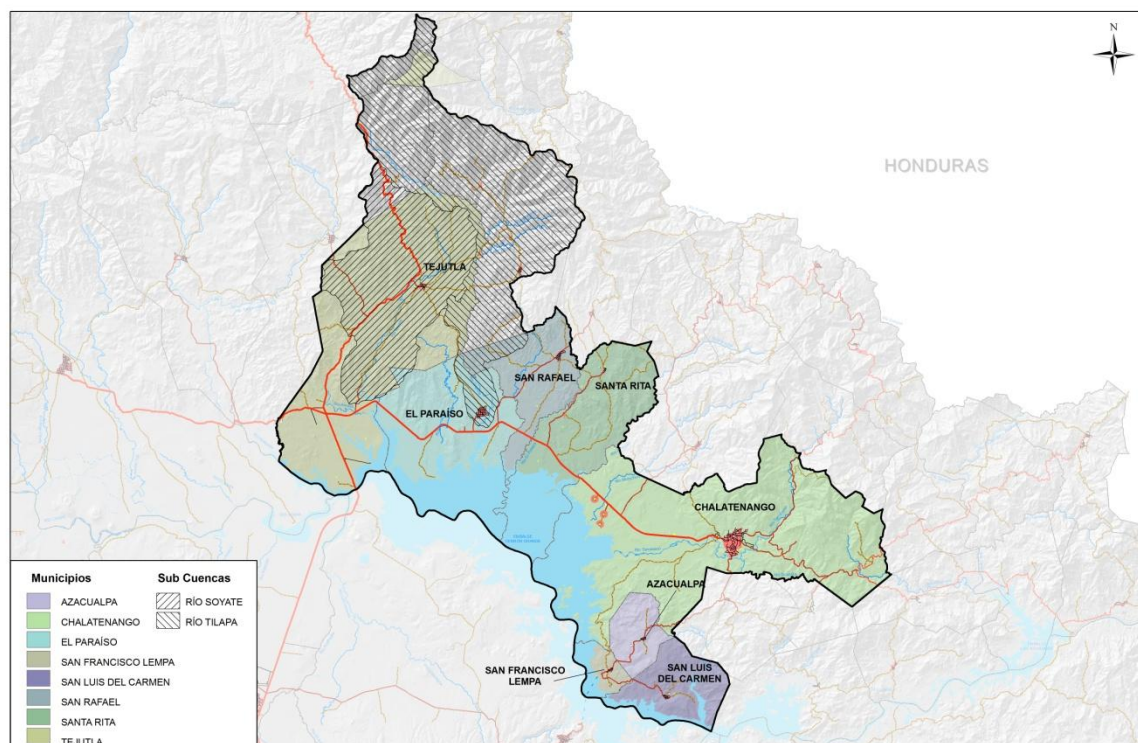 N
HONDURAS
TEJUTLA
SAN RAFAEL
SANTA RITA
EL PARAÍSO
CHALATENANGO
AZACUALPA
SAN FRANCISCO
LEMPA
SAN LUIS
DEL CARMEN
Municipios
AZACUALPA
CHALATENANGO
EL PARAÍSO
SAN FRANCISCO LEMPA
SAN LUIS DEL CARMEN
SAN RAFAEL
SANTA RITA
TEJUTLA
Sub Cuencas
RÍO SOYATE
RÍO TILAPA